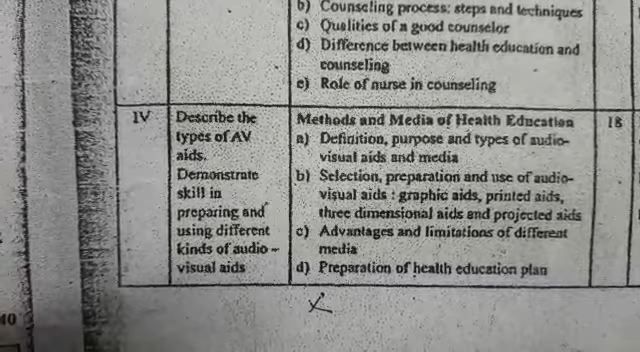 b) Counseling process: steps and techniques
c) Qualities of a good counselor
d) Difference between health education and
counseling
e) Role of nurse in counseling
IV
Describe the
types of AV
aids.
Demonstrate
skill in
preparing and
using different
kinds of audio –
visual aids
Methods and Media of Health Education
a) Definition, purpose and types of audio-
visual aids and media
b) Selection, preparation and use of audio-
visual aids : graphic aids, printed aids,
three dimensional aids and projected aids
c) Advantages and limitations of different
media
d) Preparation of health education plan
18
40